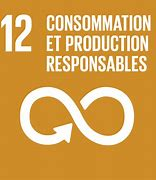 12 CONSOMMATION
ET PRODUCTION
RESPONSABLES